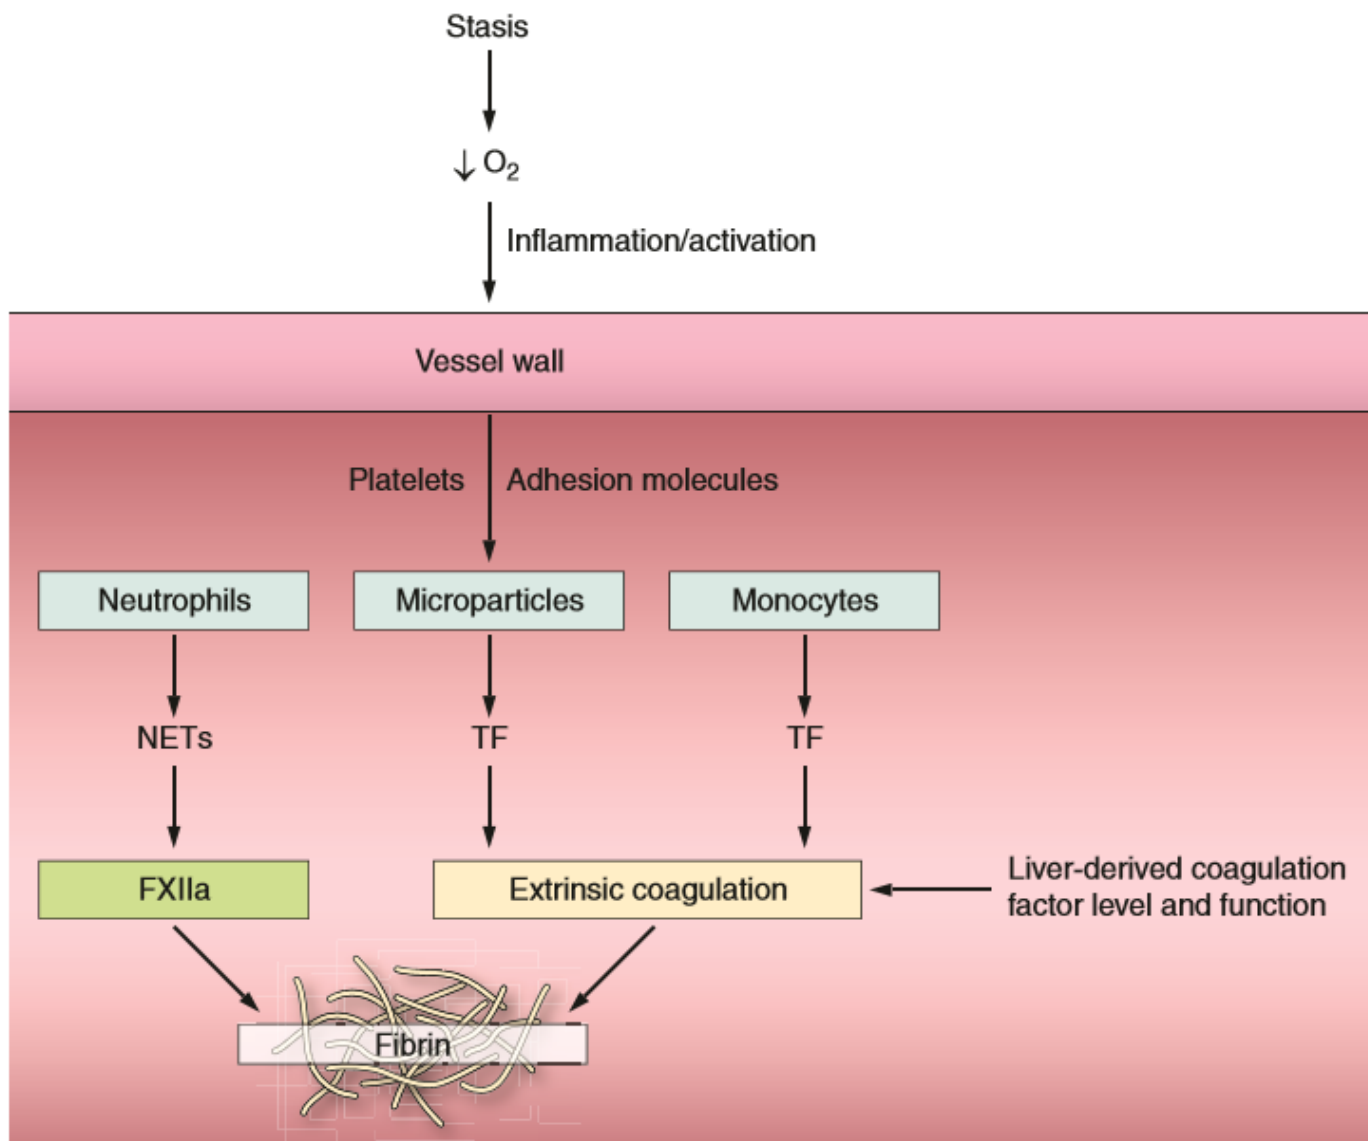 Stasis
↓ O₂
Inflammation/activation
Vessel wall
Platelets Adhesion molecules
Neutrophils Microparticles Monocytes
NETs TF TF
FXIIa Extrinsic coagulation
Liver-derived coagulation
factor level and function
Fibrin